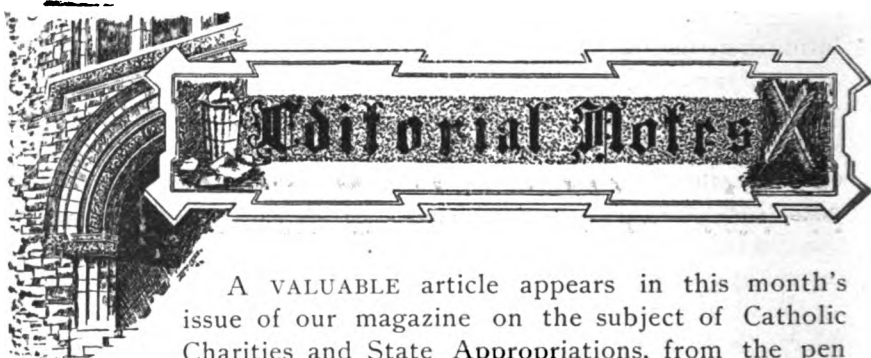 Editorial Notes
A VALUABLE article appears in this month's
issue of our magazine on the subject of Catholic
Charities and State Appropriations, from the pen